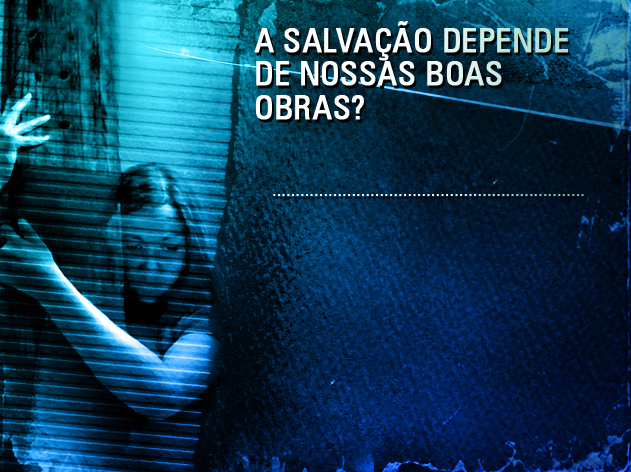 A SALVAÇÃO DEPENDE
DE NOSSAS BOAS
OBRAS?